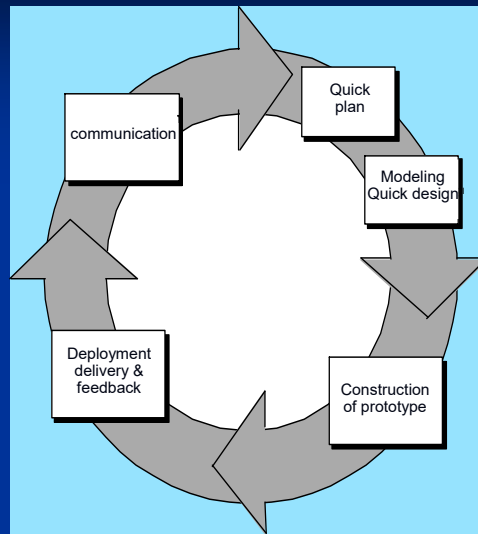 communication
Quick
plan
Modeling
Quick design
Construction
of prototype
Deployment
delivery &
feedback